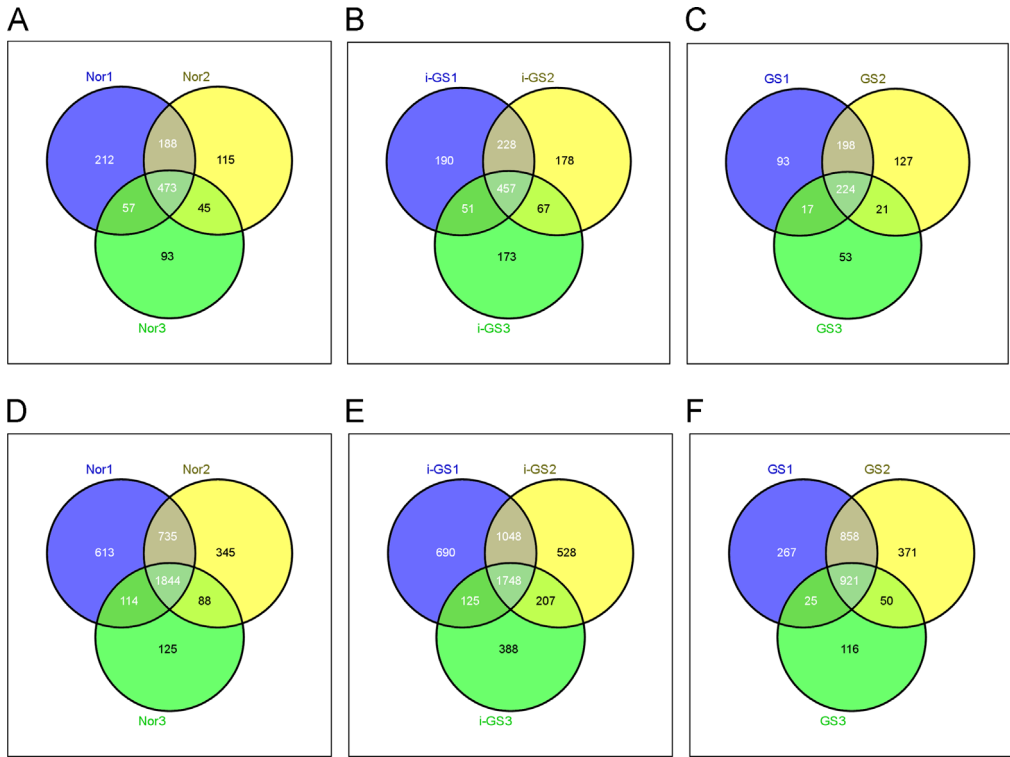 A
B
C
Nor1 Nor2
i-GS1 i-GS2
GS1 GS2
212 188 115
473
57 45
93
Nor3
190 228 178
457
51 67
173
i-GS3
93 198 127
224
17 21
53
GS3
D
E
F
Nor1 Nor2
i-GS1 i-GS2
GS1 GS2
613 735 345
1844
114 88
125
Nor3
690 1048 528
1748
125 207
388
i-GS3
267 858 371
921
25 50
116
GS3